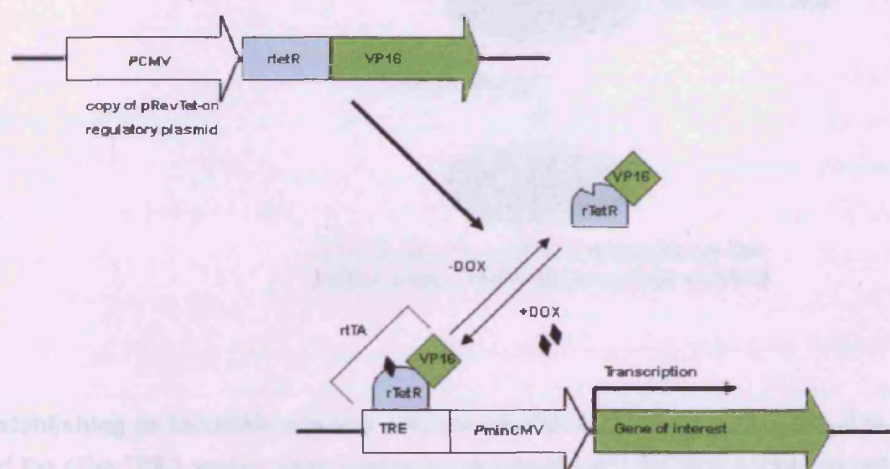 PCMV
rtetR
VP16
copy of pRevTet-on
regulatory plasmid
VP16
rTetR
-DOX
+DOX
rtTA
VP16
rTetR
Transcription
TRE
PminCMV
Gene of interest